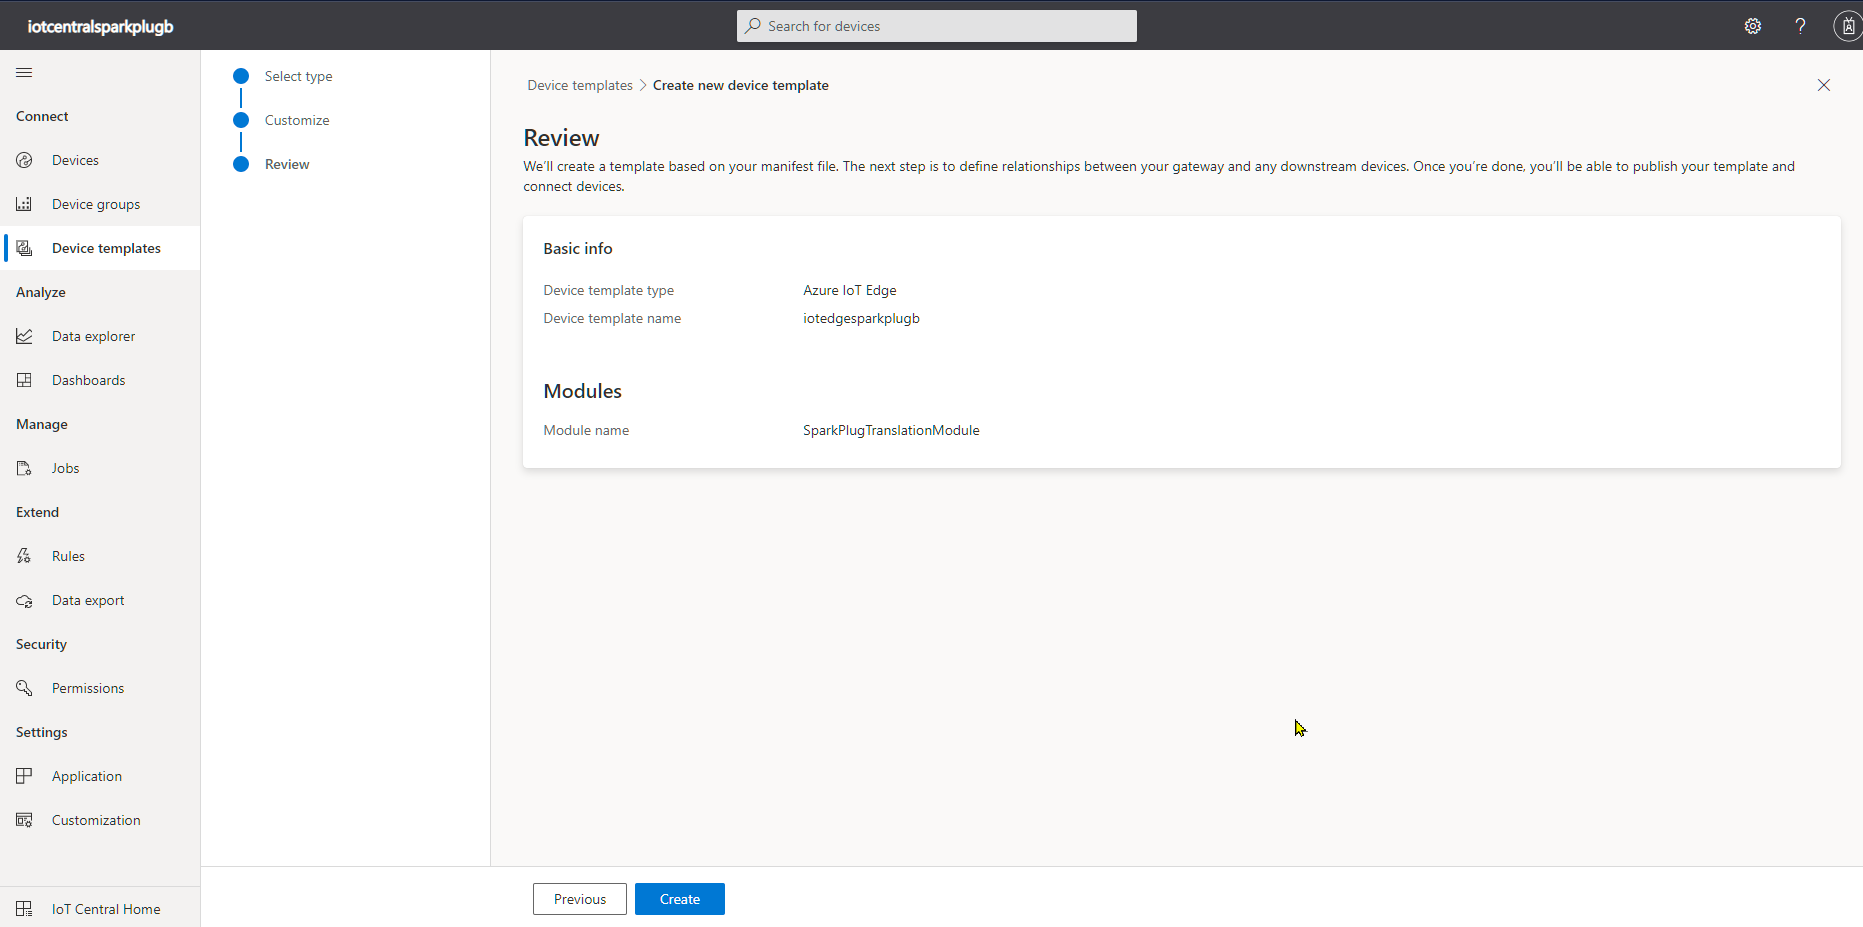 iotcentralsparkplugb
Search for devices
?
Connect
Devices
Device groups
Device templates
Analyze
Data explorer
Dashboards
Manage
Jobs
Extend
Rules
Data export
Security
Permissions
Settings
Application
Customization
IoT Central Home
Select type
Customize
Review
Device templates > Create new device template
Review
We’ll create a template based on your manifest file. The next step is to define relationships between your gateway and any downstream devices. Once you’re done, you’ll be able to publish your template and
connect devices.
Basic info
Device template type Azure IoT Edge
Device template name iotedgesparkplugb
Modules
Module name SparkPlugTranslationModule
Previous Create